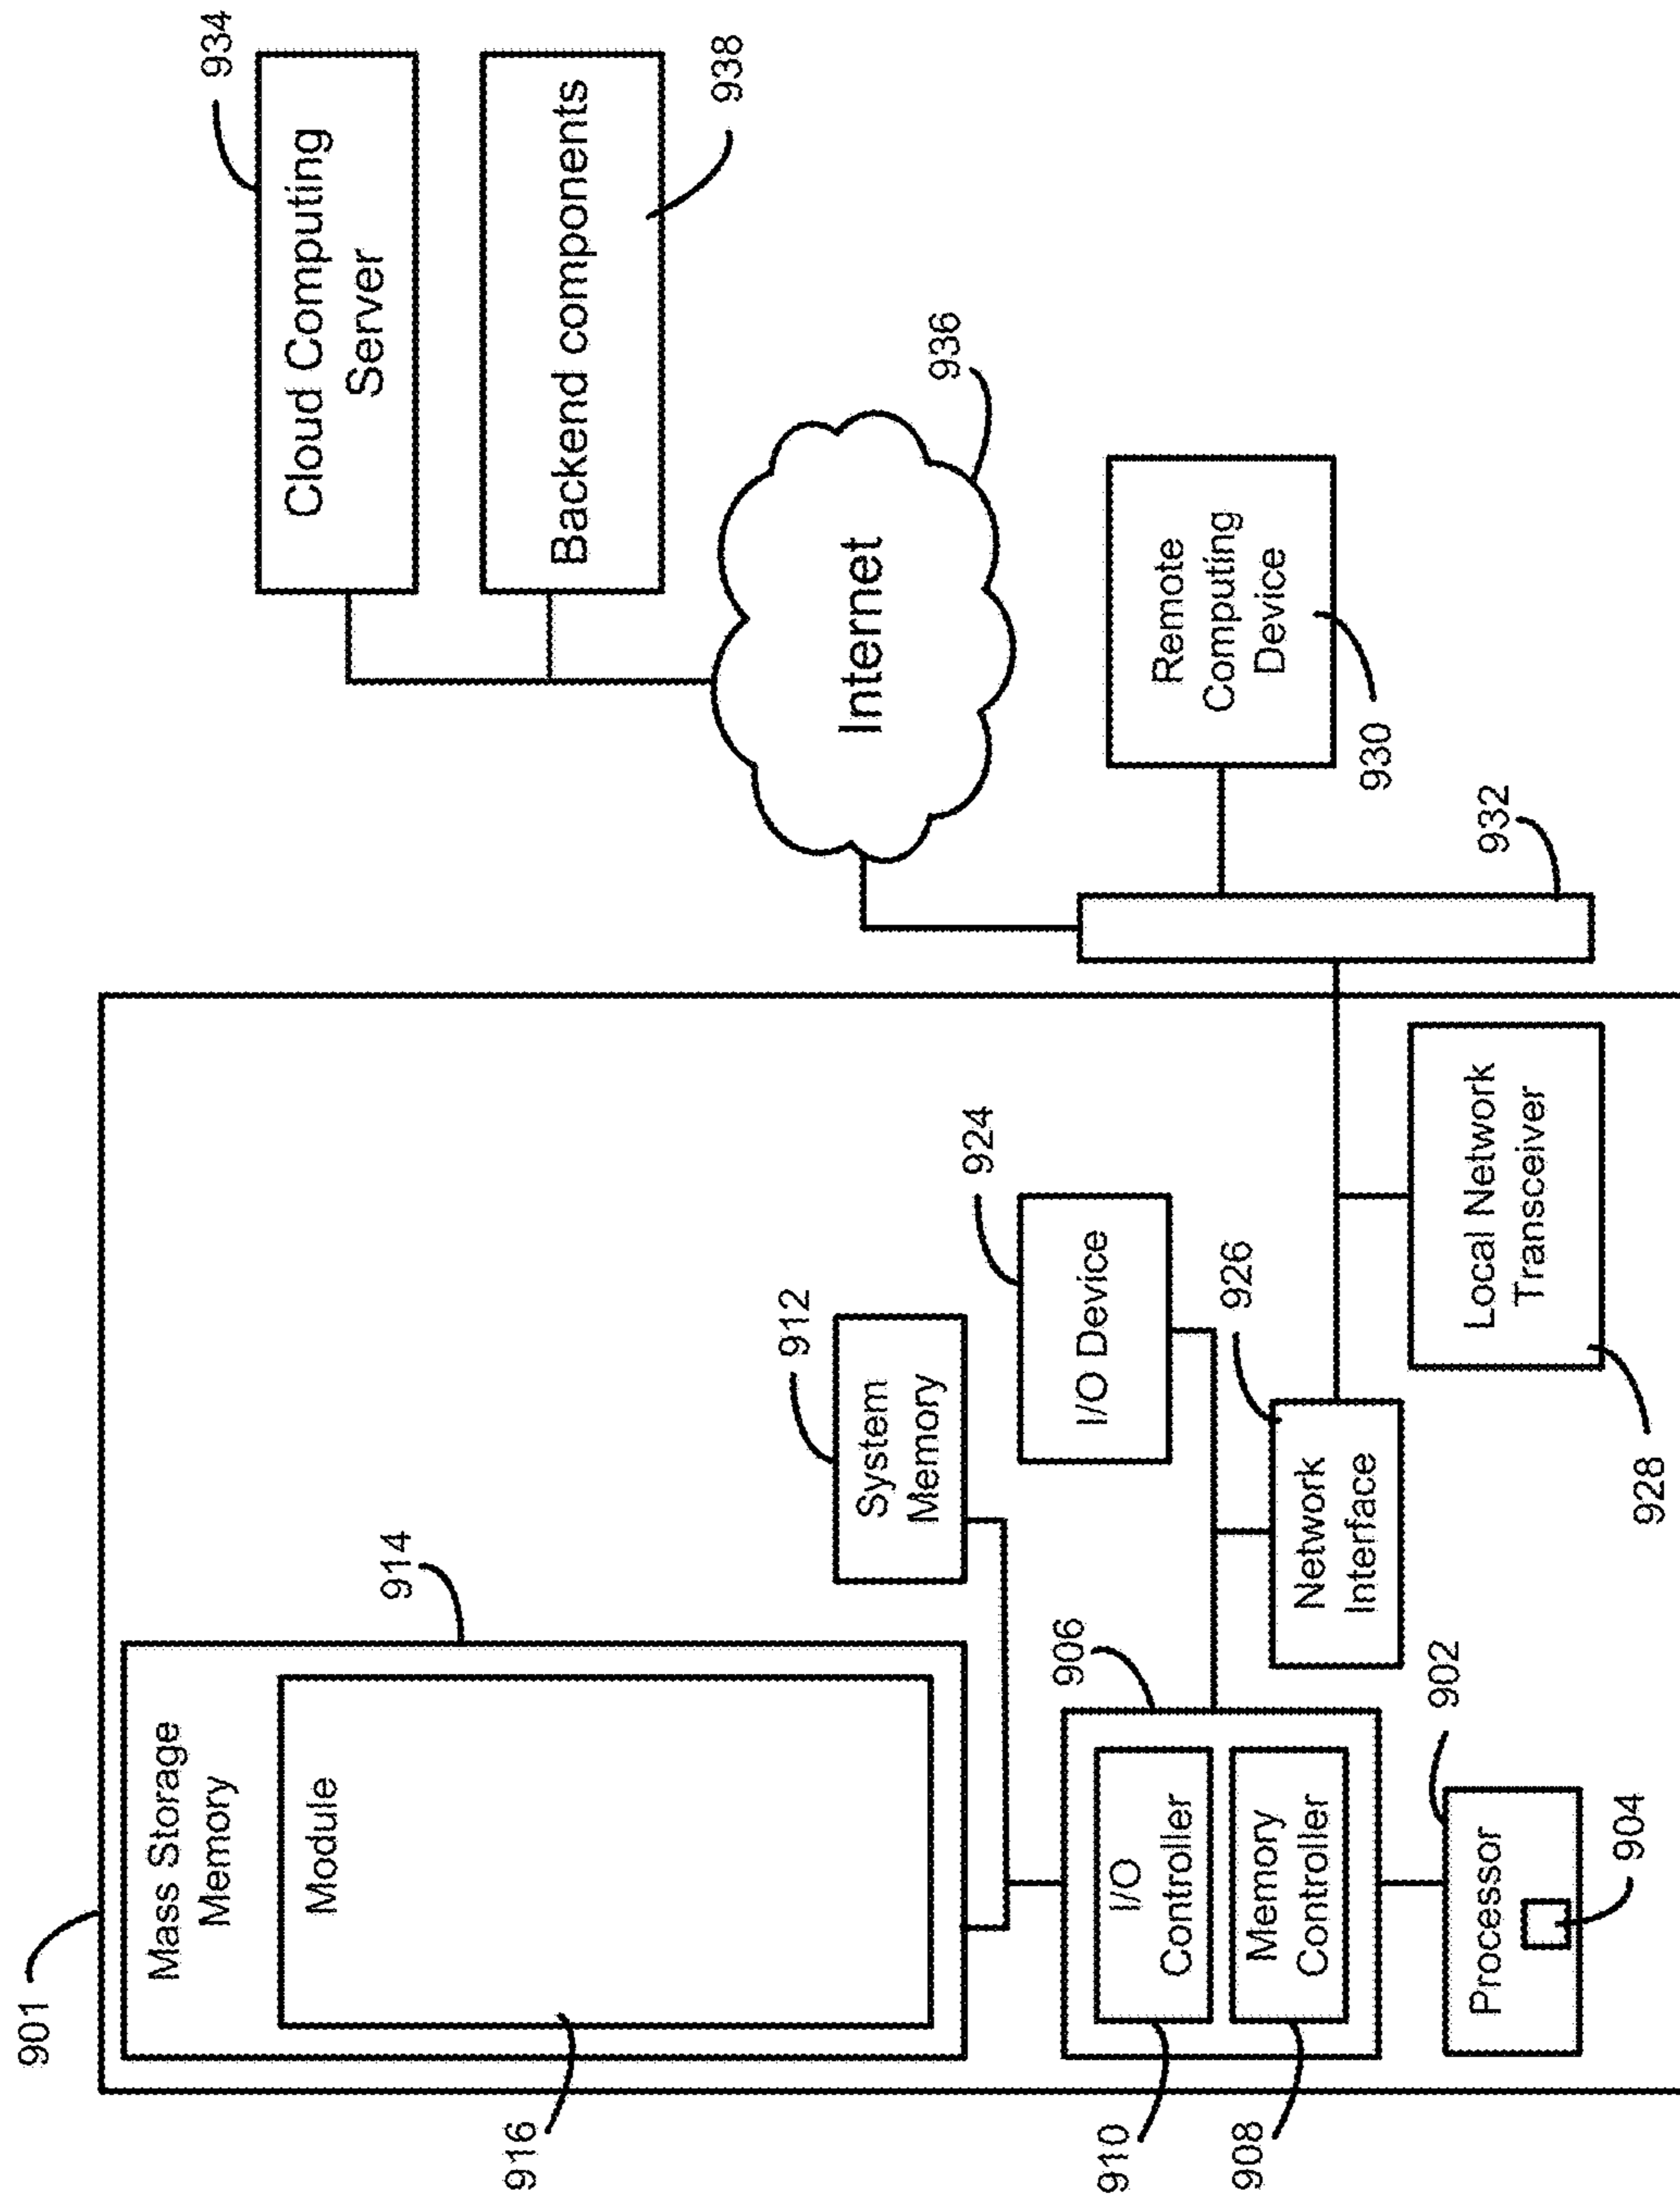 901
Mass Storage
Memory
Module
916
914
912
System
Memory
924
I/O Device
906
I/O
Controller
910
Memory
Controller
908
926
Network
Interface
902
Processor
904
Local Network
Transceiver
928
934
Cloud Computing
Server
Backend components
938
Internet
936
Remote
Computing
Device
930
932